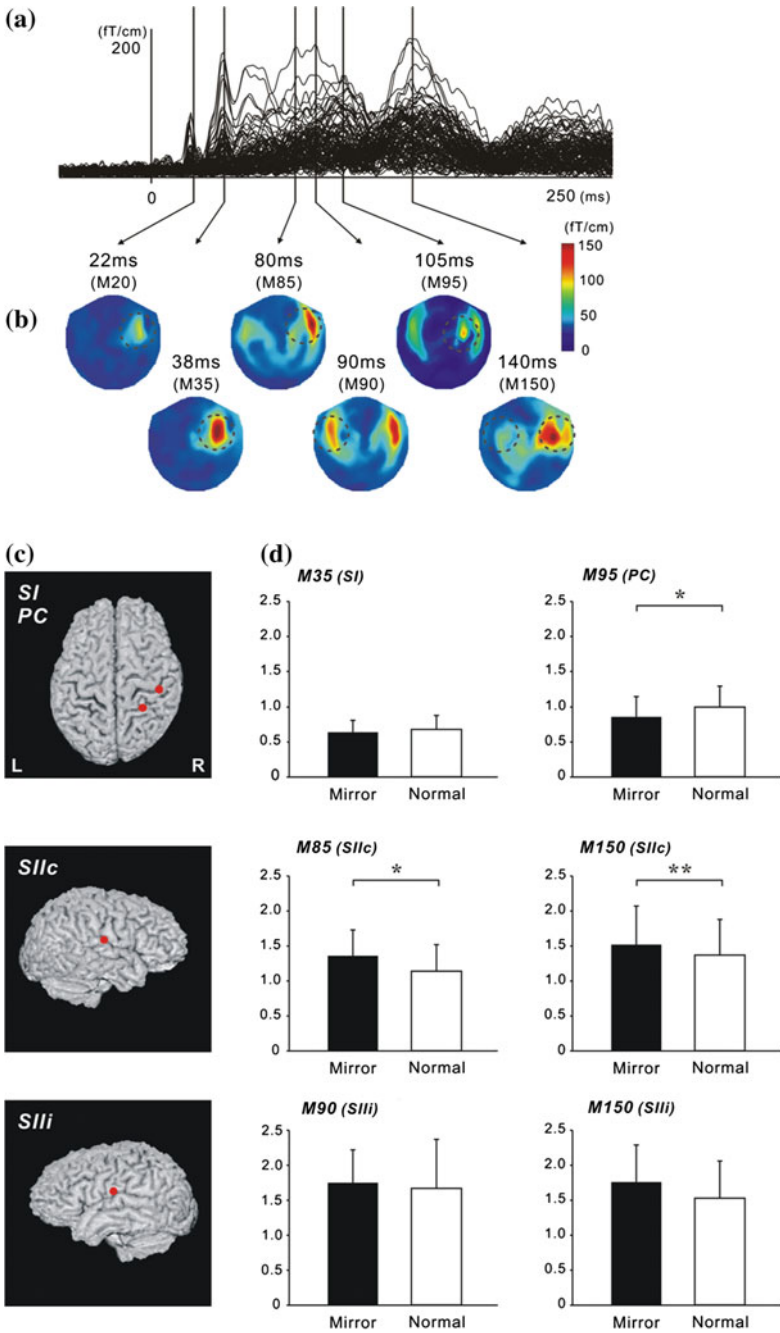 (a)
(fT/cm)
200
0
250 (ms)
(fT/cm)
150
100
50
0
(b)
22ms
(M20)
80ms
(M85)
105ms
(M95)
38ms
(M35)
90ms
(M90)
140ms
(M150)
(c)
SI
PC
L
R
SIIc
SIIi
(d)
M35 (SI)
2.5
2.0
1.5
1.0
0.5
0
Mirror Normal
M95 (PC)
*
2.5
2.0
1.5
1.0
0.5
0
Mirror Normal
M85 (SIIc)
*
2.5
2.0
1.5
1.0
0.5
0
Mirror Normal
M150 (SIIc)
**
2.5
2.0
1.5
1.0
0.5
0
Mirror Normal
M90 (SIIi)
2.5
2.0
1.5
1.0
0.5
0
Mirror Normal
M150 (SIIi)
2.5
2.0
1.5
1.0
0.5
0
Mirror Normal